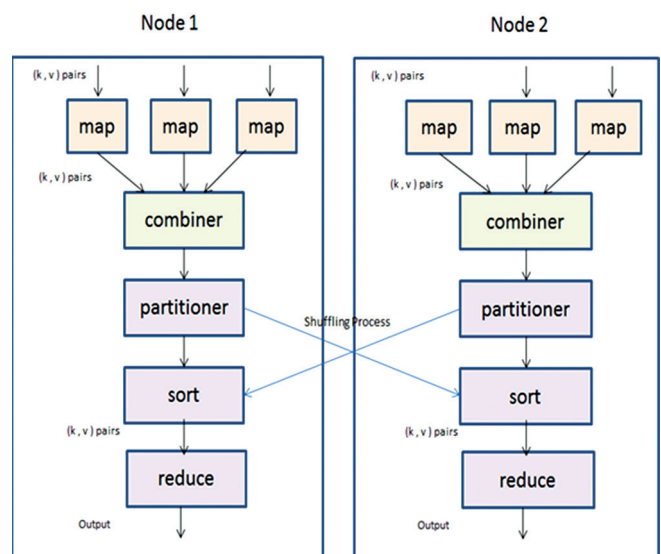 Node 1
Node 2
(k , v) pairs
(k , v) pairs
map
map
map
map
map
map
(k , v) pairs
(k , v) pairs
combiner
combiner
partitioner
partitioner
Shuffling Process
sort
sort
(k , v) pairs
(k , v) pairs
reduce
reduce
Output
Output